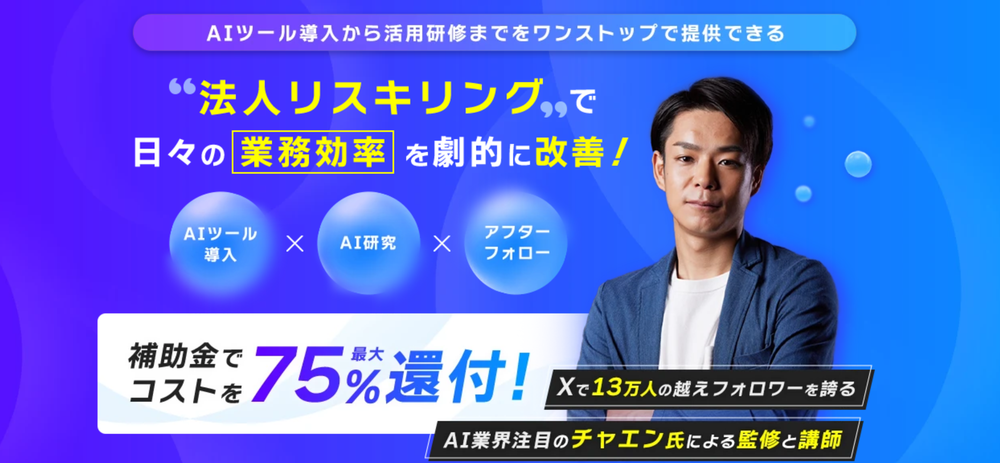 AIツール導入から活用研修までをワンストップで提供できる
“法人リスキリング”で
日々の業務効率を劇的に改善！
AIツール
導入
×
AI研究
×
アフター
フォロー
補助金で
コストを
最大
75%還付！
Xで13万人の越えフォロワーを誇る
AI業界注目のチャエン氏による監修と講師